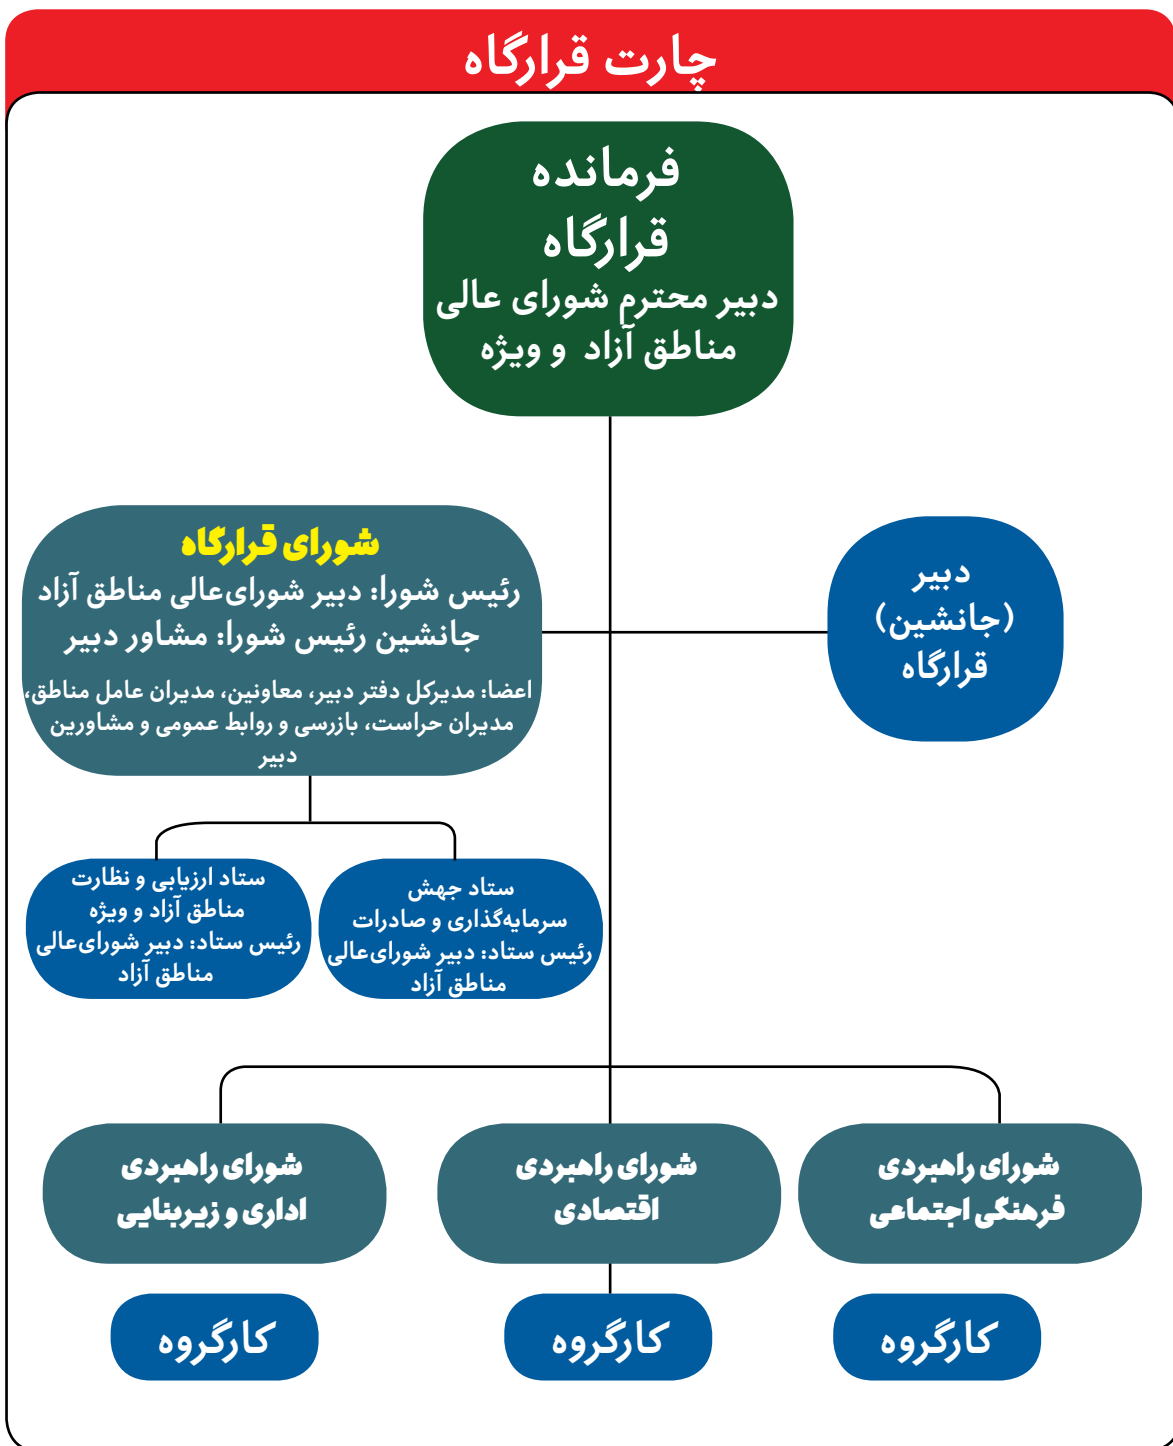 چارت قرارگاه
فرمانده
قرارگاه
دبیر محترم شورای عالی
مناطق آزاد و ویژه
شورای قرارگاه
رئیس شورا: دبیر شورای‌عالی مناطق آزاد
جانشین رئیس شورا: مشاور دبیر
اعضا: مدیرکل دفتر دبیر، معاونین، مدیران عامل مناطق،
مدیران حراست، بازرسی و روابط عمومی و مشاورین
دبیر
دبیر
(جانشین)
قرارگاه
ستاد جهش
سرمایه‌گذاری و صادرات
رئیس ستاد: دبیر شورای‌عالی
مناطق آزاد
ستاد ارزیابی و نظارت
مناطق آزاد و ویژه
رئیس ستاد: دبیر شورای‌عالی
مناطق آزاد
شورای راهبردی
فرهنگی اجتماعی
شورای راهبردی
اقتصادی
شورای راهبردی
اداری و زیربنایی
کارگروه
کارگروه
کارگروه